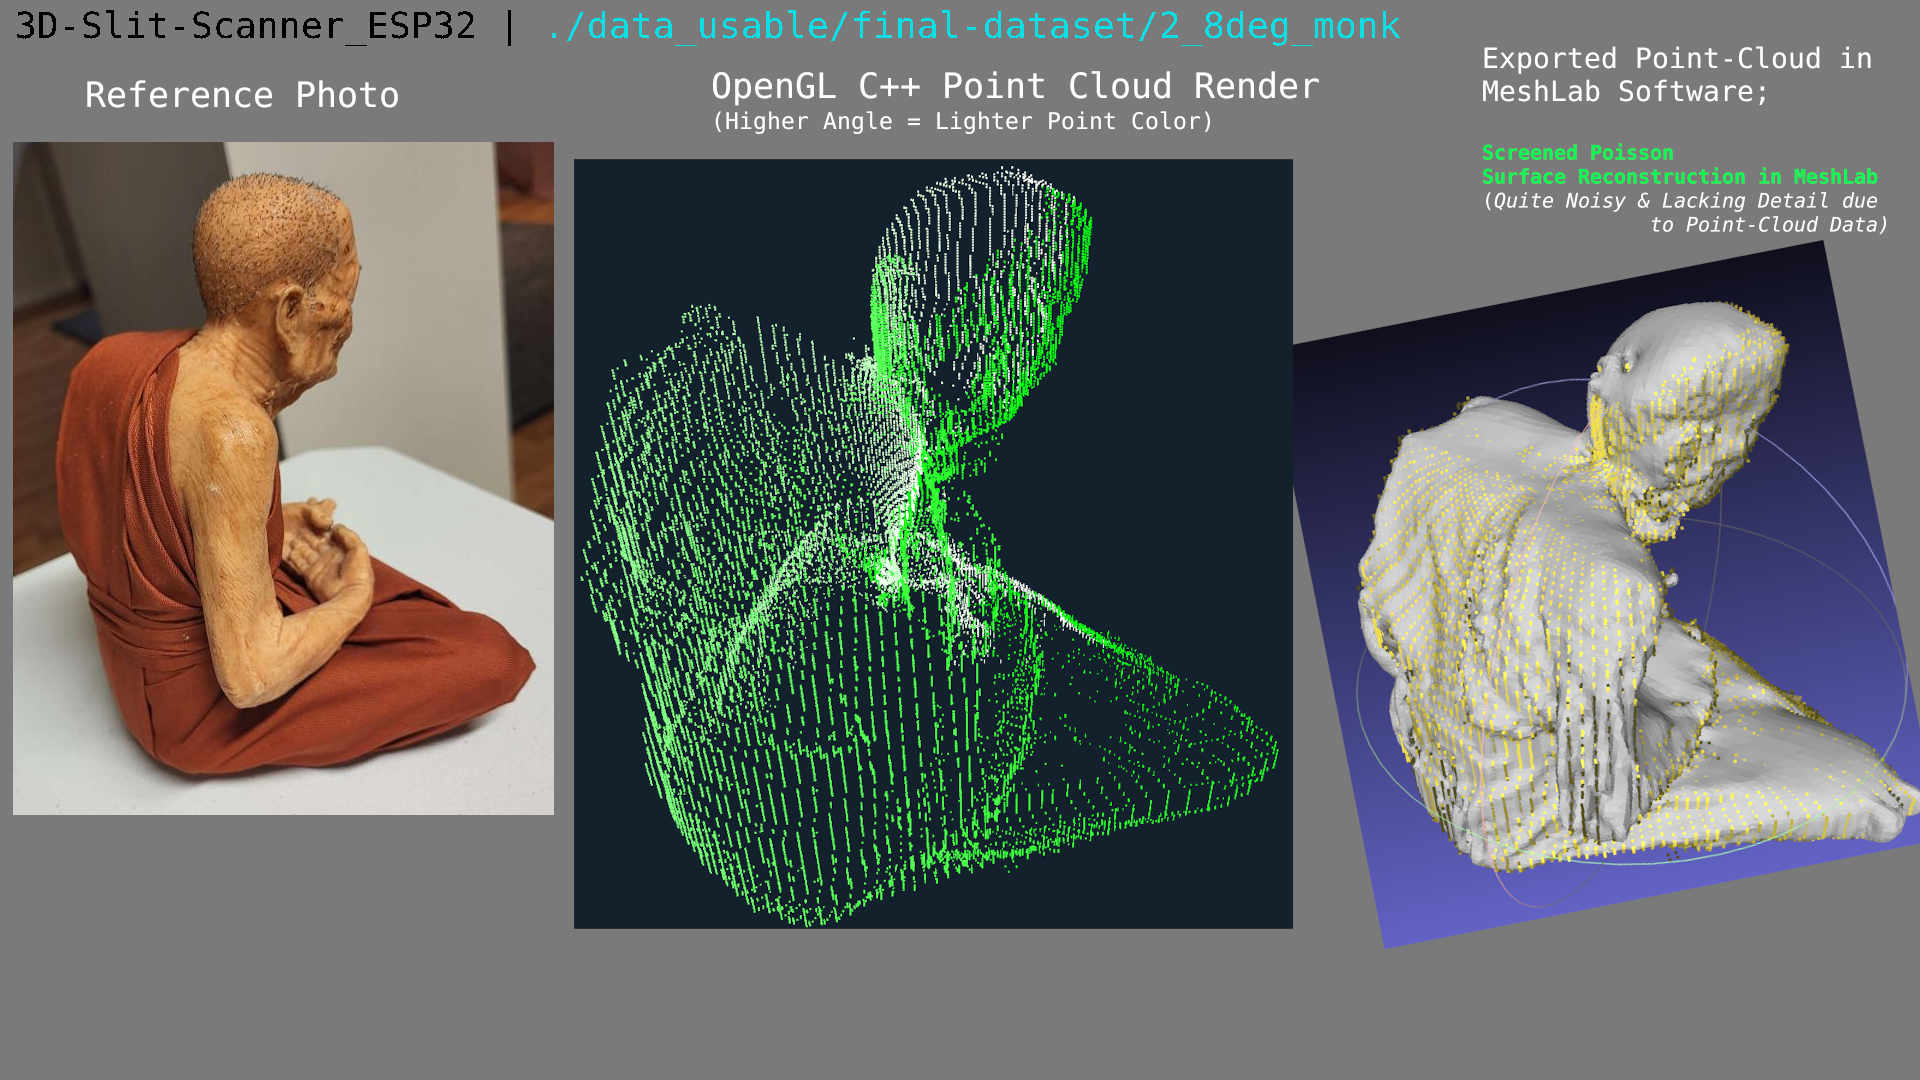 3D-Slit-Scanner_ESP32 | ./data_usable/final-dataset/2_8deg_monk
Reference Photo
OpenGL C++ Point Cloud Render
(Higher Angle = Lighter Point Color)
Exported Point-Cloud in
MeshLab Software;
Screened Poisson
Surface Reconstruction in MeshLab
(Quite Noisy & Lacking Detail due
to Point-Cloud Data)